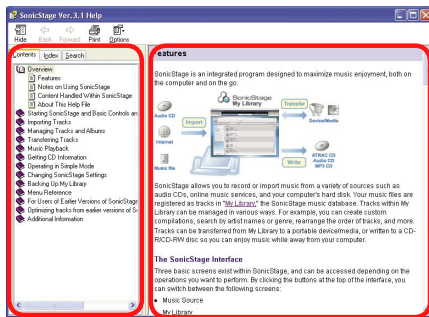 SonicStage Ver. 3.1 Help
Hide Back Forward Print Options
Contents Index Search
Overview
Features
Notes on Using SonicStage
Content Handled Within SonicStage
About This Help File
Starting SonicStage and Basic Controls an
Importing Tracks
Managing Tracks and Albums
Transferring Tracks
Music Playback
Getting CD Information
Operating in Simple Mode
Changing SonicStage Settings
Backing Up My Library
Menu Reference
For Users of Earlier Versions of SonicStage
Optimizing tracks from earlier versions of So
Additional Information
Features
SonicStage is an integrated program designed to maximize music enjoyment, both on
the computer and on the go.
Audio CD
Internet
Music file
Import
SonicStage
My Library
Transfer
Device/Media
Write
ATRAC CD
Audio CD
MP3 CD
SonicStage allows you to record or import music from a variety of sources such as
audio CDs, online music services, and your computer's hard disk. Your music files are
registered as tracks in "My Library," the SonicStage music database. Tracks within My
Library can be managed in various ways. For example, you can create custom
compilations, search by artist names or genre, rearrange the order of tracks, and more.
Tracks can be transferred from My Library to a portable device/media, or written to a CD-
R/CD-RW disc so you can enjoy music while away from your computer.
The SonicStage Interface
Three basic screens exist within SonicStage, and can be accessed depending on the
operations you want to perform. By clicking the buttons at the top of the interface, you
can switch between the following screens:
• Music Source
• My Library